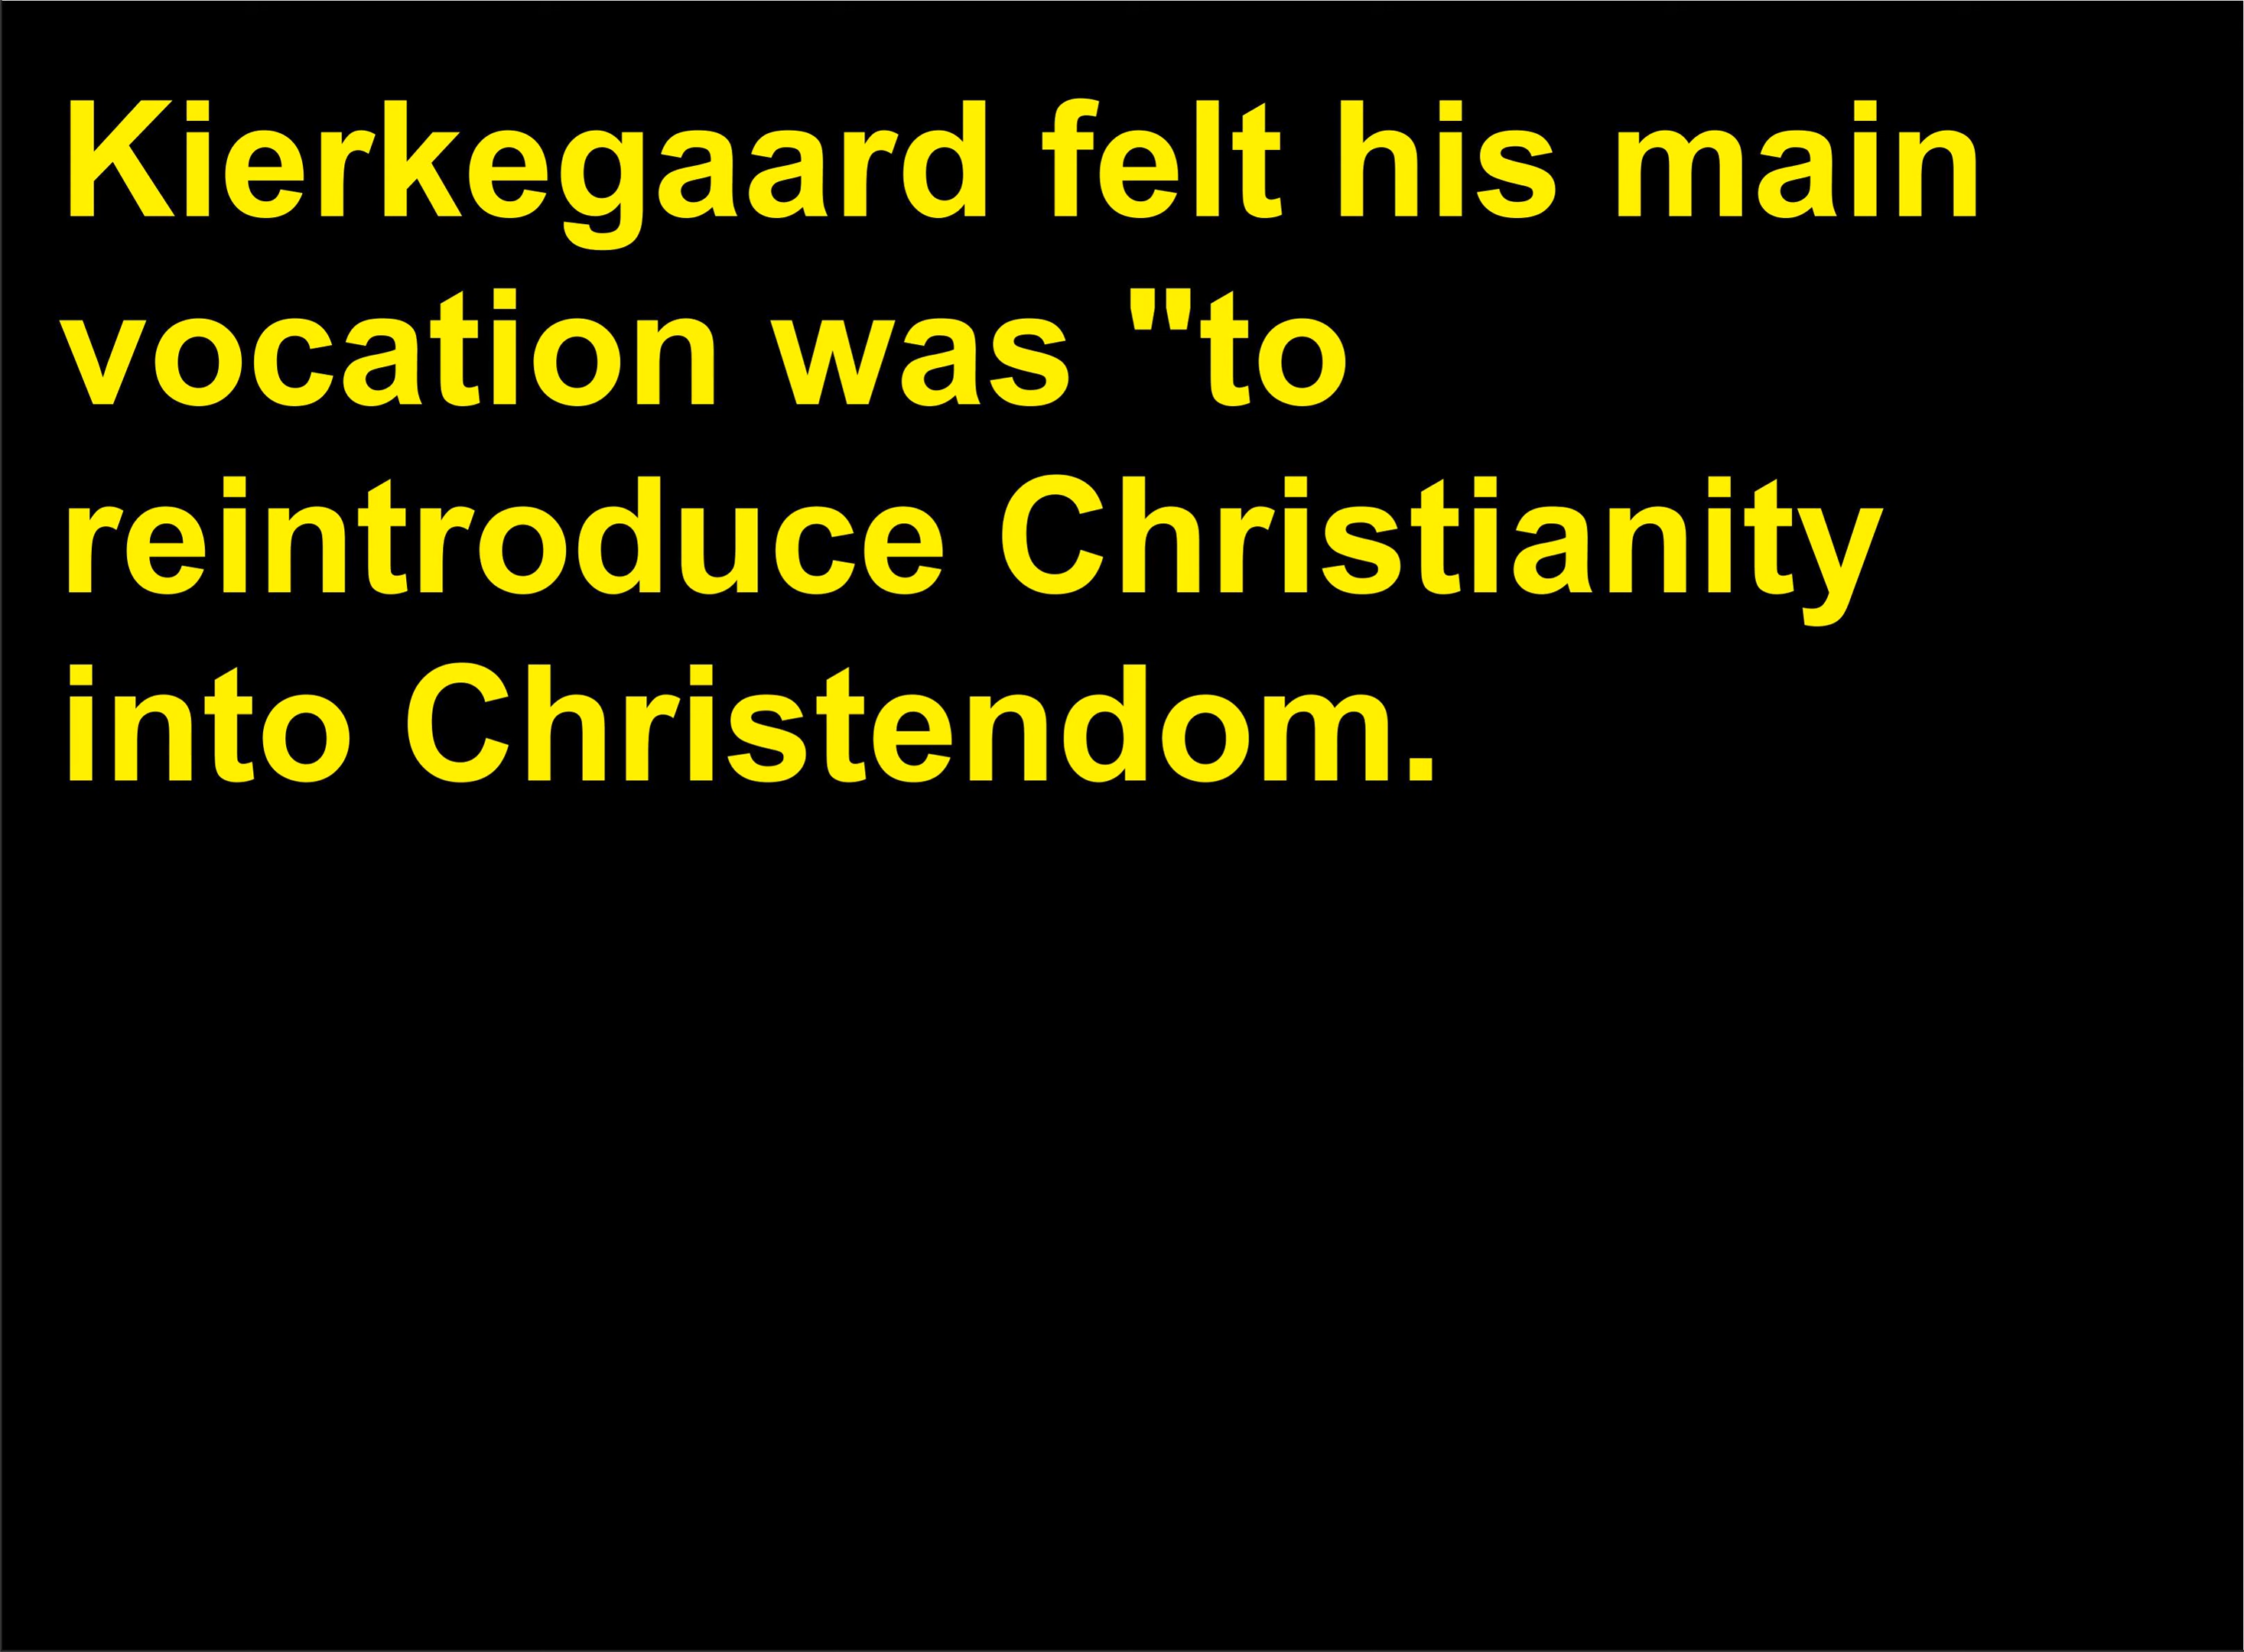 Kierkegaard felt his main
vocation was "to
reintroduce Christianity
into Christendom.